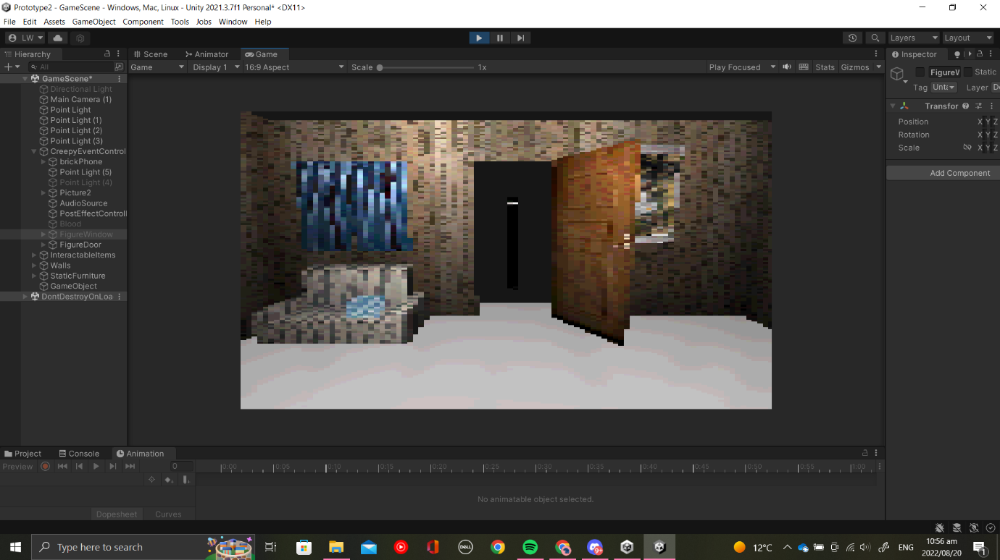 Prototype2 - GameScene - Windows, Mac, Linux - Unity 2021.3.7f1 Personal* <DX11>
File Edit Assets GameObject Component Tools Jobs Window Help
LW Layers Layout
Hierarchy Scene Animator Game Inspector
All Game Display 1 16:9 Aspect Scale 1x Play Focused Stats Gizmos
FigureW Static
GameScene*
Directional Light
Tag Unta Layer De
Main Camera (1)
Point Light
Transfor
Point Light (1)
Position X Y Z
Point Light (2)
Rotation X Y Z
Point Light (3)
Scale X Y Z
CreepyEventControl
brickPhone
Point Light (5)
Add Component
Point Light (4)
Picture2
AudioSource
PostEffectControll
Blood
FigureWindow
FigureDoor
InteractableItems
Walls
StaticFurniture
GameObject
DontDestroyOnLoa
Project Console Animation
Preview 0 0:00 0:05 0:10 0:15 0:20 0:25 0:30 0:35 0:40 0:45 0:50 0:55 1:00
No animatable object selected.
Dopesheet Curves
Type here to search DELL 9+ 12°C ENG 10:56 am
2022/08/20 1